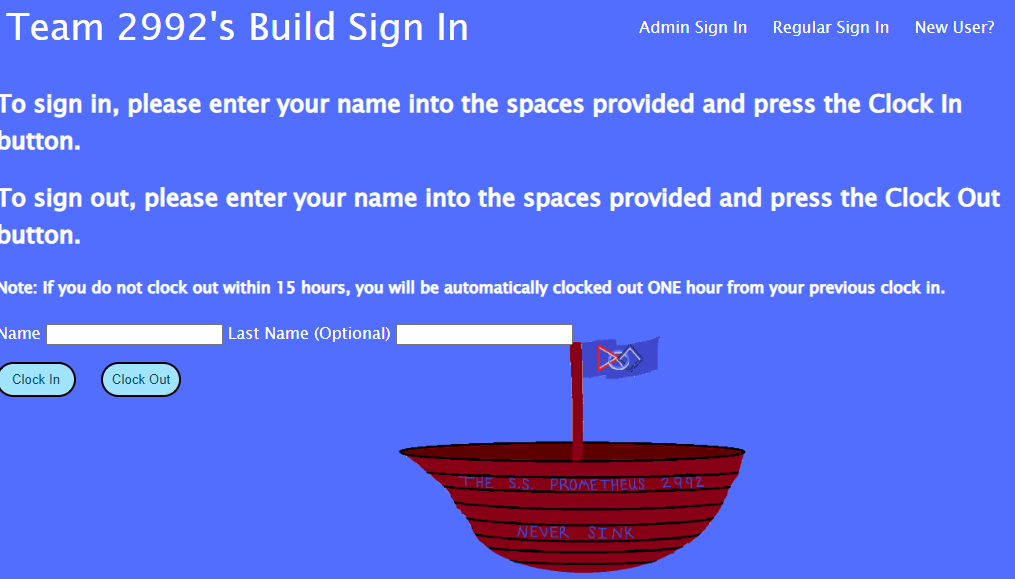 Team 2992's Build Sign In
Admin Sign In Regular Sign In New User?
To sign in, please enter your name into the spaces provided and press the Clock In
button.
To sign out, please enter your name into the spaces provided and press the Clock Out
button.
Note: If you do not clock out within 15 hours, you will be automatically clocked out ONE hour from your previous clock in.
Name Last Name (Optional)
Clock In Clock Out
THE S.S. PROMETHEUS 2992
NEVER SINK